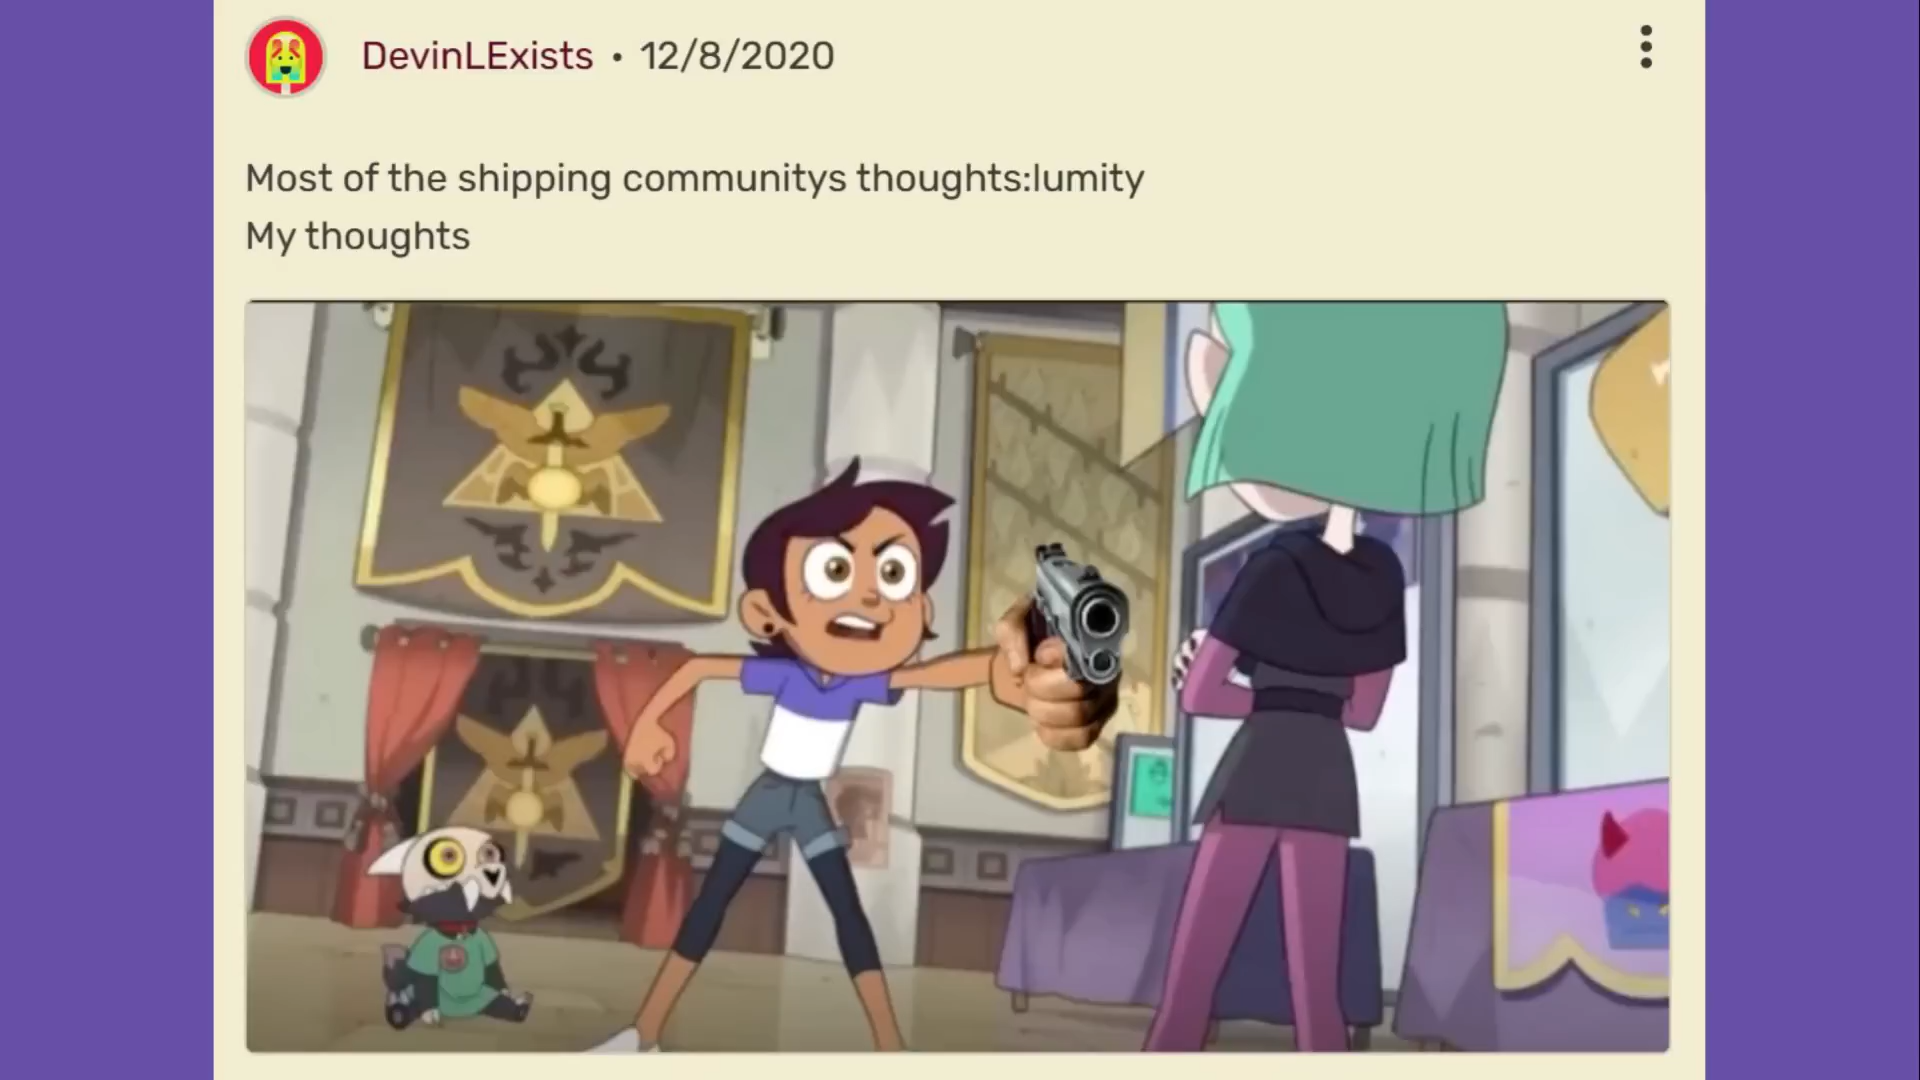 DevinLExists • 12/8/2020
Most of the shipping communitys thoughts:lumity
My thoughts